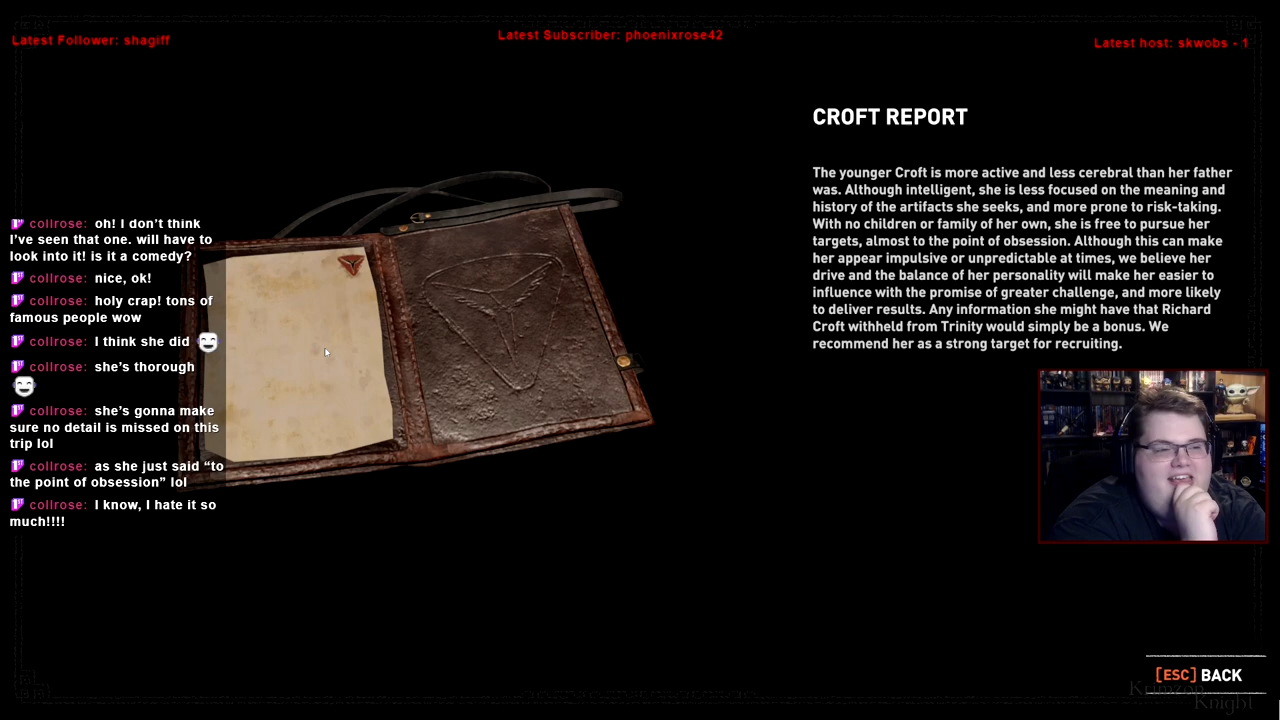 Latest Follower: shagiff
Latest Subscriber: phoenixrose42
Latest host: skwobs - 1
CROFT REPORT
The younger Croft is more active and less cerebral than her father
was. Although intelligent, she is less focused on the meaning and
history of the artifacts she seeks, and more prone to risk-taking.
With no children or family of her own, she is free to pursue her
targets, almost to the point of obsession. Although this can make
her appear impulsive or unpredictable at times, we believe her
drive and the balance of her personality will make her easier to
influence with the promise of greater challenge, and more likely
to deliver results. Any information she might have that Richard
Croft withheld from Trinity would simply be a bonus. We
recommend her as a strong target for recruiting.
collrose: oh! I don’t think
I’ve seen that one. will have to
look into it! is it a comedy?
collrose: nice, ok!
collrose: holy crap! tons of
famous people wow
collrose: I think she did
collrose: she’s thorough
collrose: she’s gonna make
sure no detail is missed on this
trip lol
collrose: as she just said “to
the point of obsession” lol
collrose: I know, I hate it so
much!!!!
[ESC] BACK
Krimzon
Knight